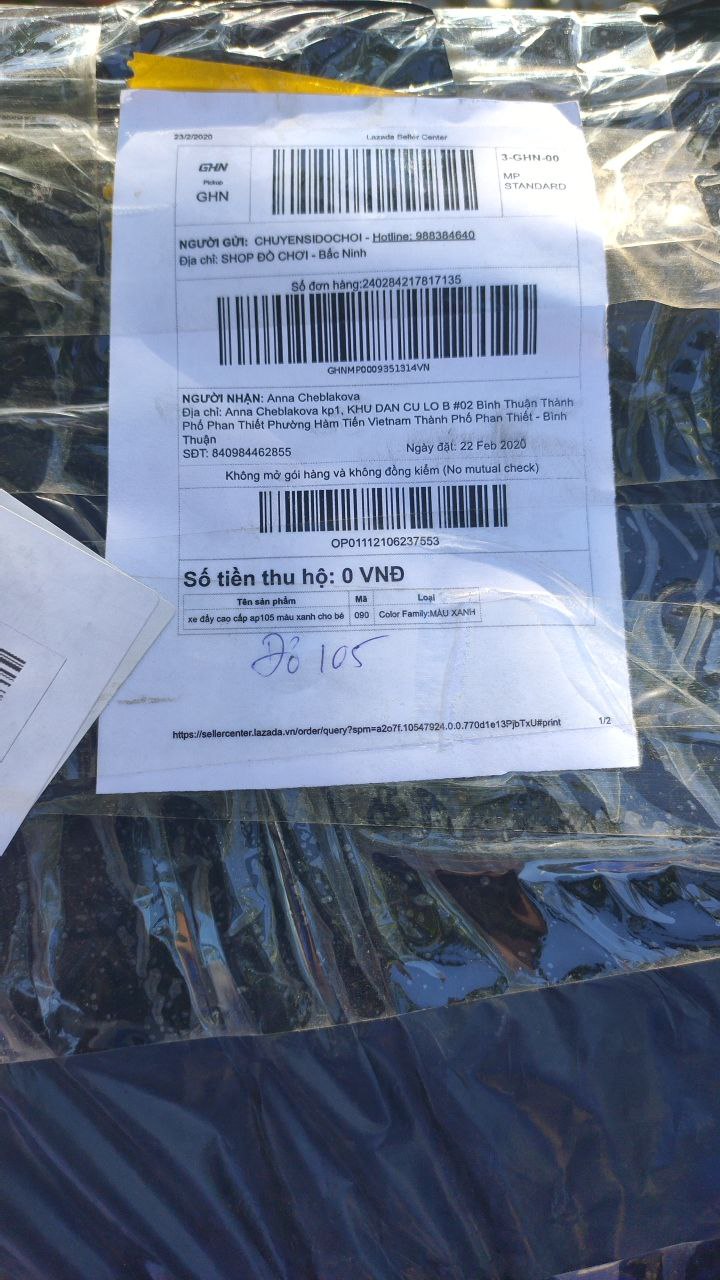 23/2/2020
Lazada Seller Center
GHN
Pickup
GHN
3-GHN-00
MP
STANDARD
NGƯỜI GỬI: CHUYENSIDOCHOI - Hotline: 988384640
Địa chỉ: SHOP ĐỒ CHƠI - Bắc Ninh
Số đơn hàng:240284217817135
GHNMP0009351314VN
NGƯỜI NHẬN: Anna Cheblakova
Địa chỉ: Anna Cheblakova kp1, KHU DAN CU LO B #02 Bình Thuận Thành
Phố Phan Thiết Phường Hàm Tiến Vietnam Thành Phố Phan Thiết - Bình
Thuận
SĐT: 840984462855
Ngày đặt: 22 Feb 2020
Không mở gói hàng và không đồng kiểm (No mutual check)
OP01112106237553
Số tiền thu hộ: 0 VNĐ
Tên sản phẩm Mã Loại
xe đẩy cao cấp ap105 màu xanh cho bé 090 Color Family:MÀU XANH
Đỏ 105
https://sellercenter.lazada.vn/order/query?spm=a2o7f.10547924.0.0.770d1e13PjbTxU#print
1/2